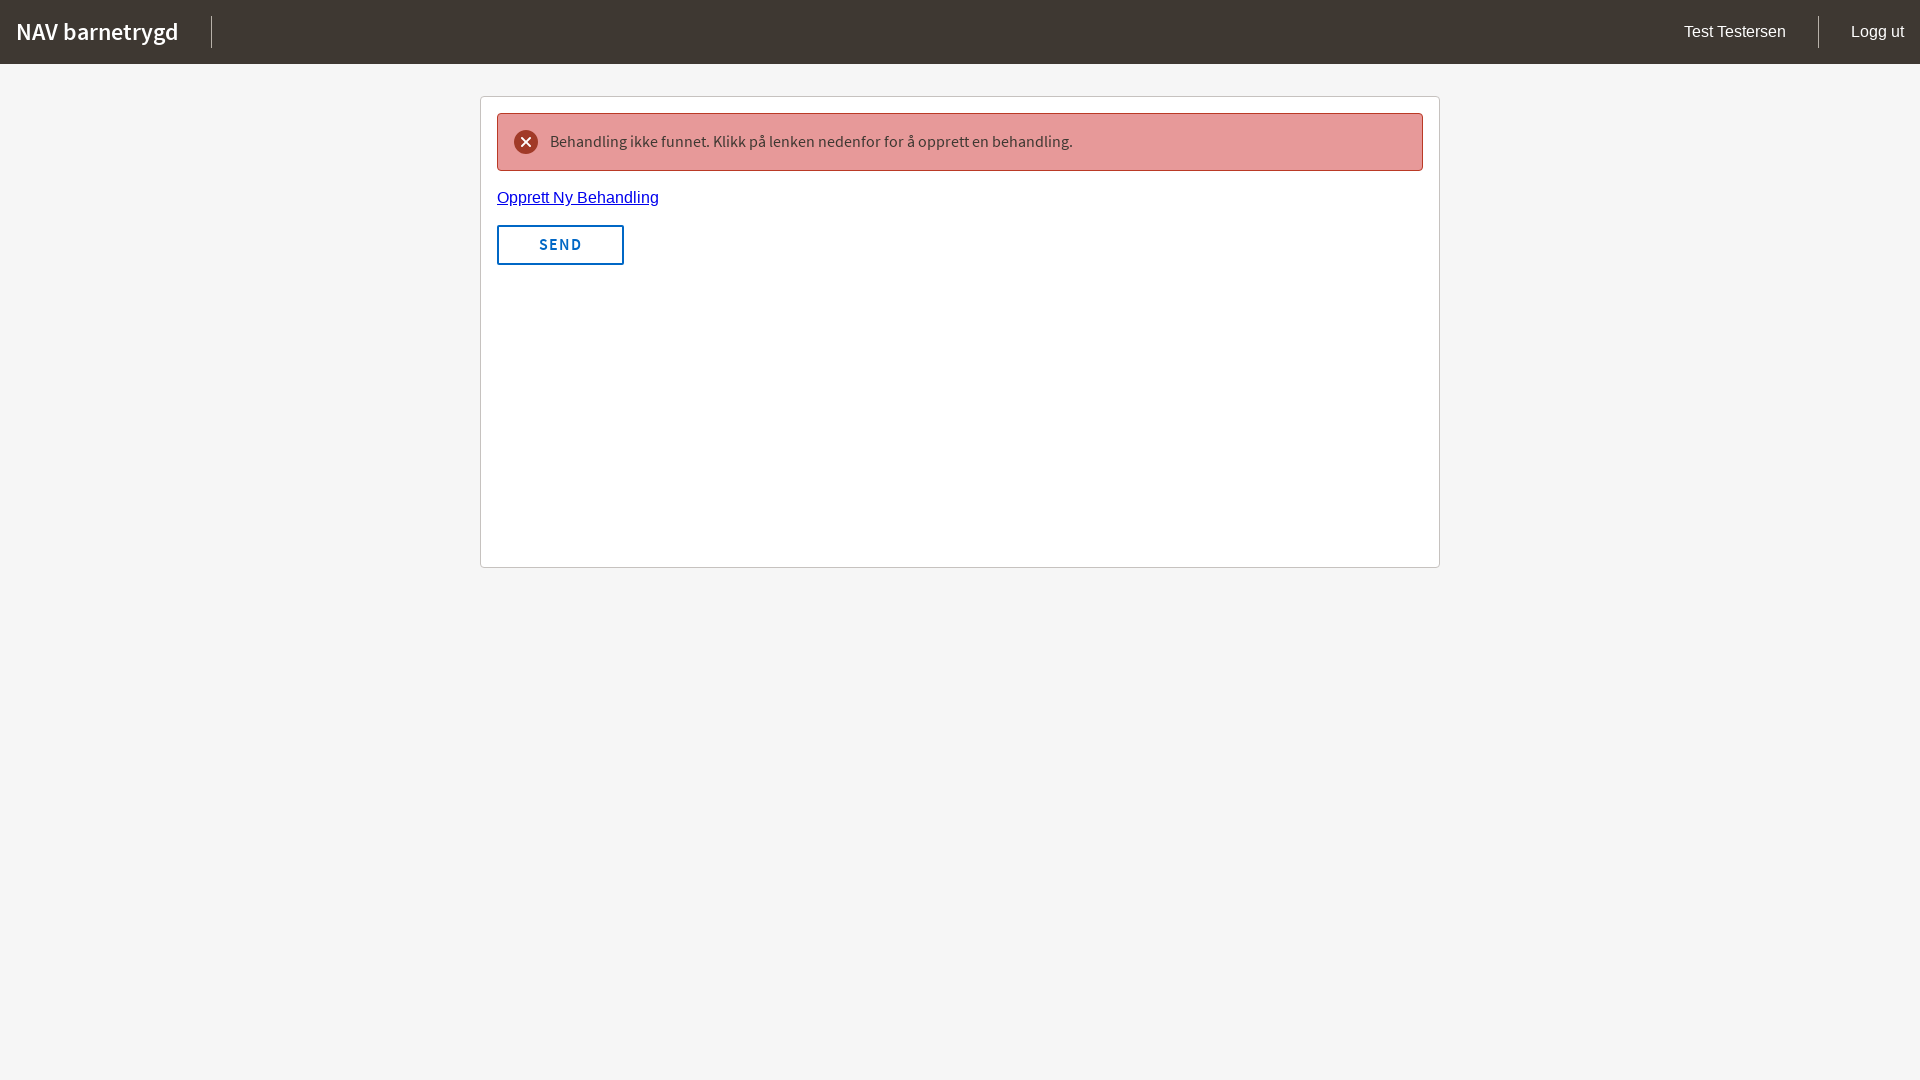 NAV barnetrygd
Test Testersen
Logg ut
Behandling ikke funnet. Klikk på lenken nedenfor for å opprett en behandling.
Opprett Ny Behandling
SEND